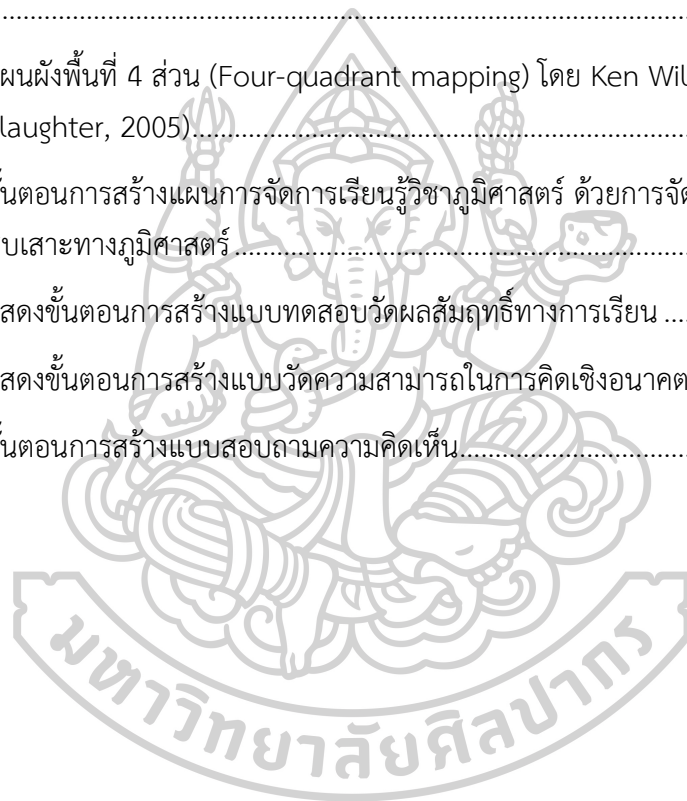 ........................................................................................................
ผนผังพื้นที่ 4 ส่วน (Four-quadrant mapping) โดย Ken Wil
laughter, 2005)........................................................................
ั้นตอนการสร้างแผนการจัดการเรียนรู้วิชาภูมิศาสตร์ ด้วยการจัด
บเสาะทางภูมิศาสตร์ ................................................................
สดงขั้นตอนการสร้างแบบทดสอบวัดผลสัมฤทธิ์ทางการเรียน ....
สดงขั้นตอนการสร้างแบบวัดความสามารถในการคิดเชิงอนาคต
ั้นตอนการสร้างแบบสอบถามความคิดเห็น...................................
มหาวิทยาลัยศิลปากร